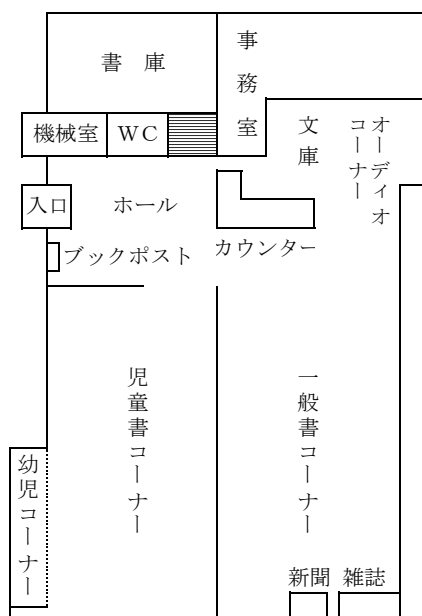 書 庫
事務室
機械室
WC
文庫
オーディオ
コーナー
入口
ホール
ブックポスト
カウンター
児童書コーナー
一般書コーナー
幼児コーナー
新聞
雑誌